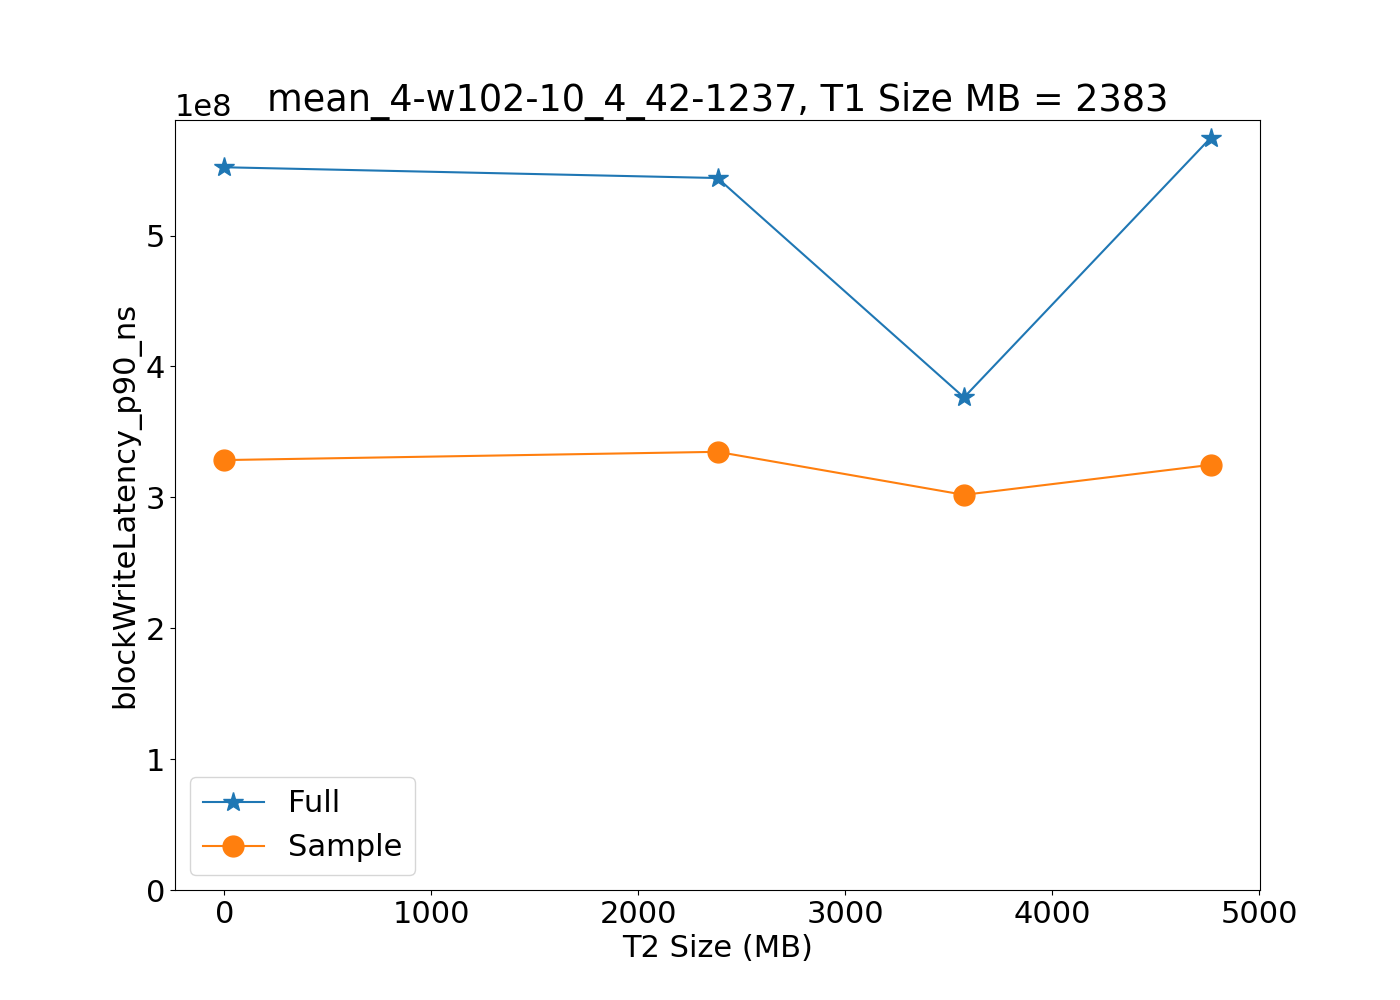 1e8
mean_4-w102-10_4_42-1237, T1 Size MB = 2383
blockWriteLatency_p90_ns
5
4
3
2
1
0
Full
Sample
0 1000 2000 3000 4000 5000
T2 Size (MB)